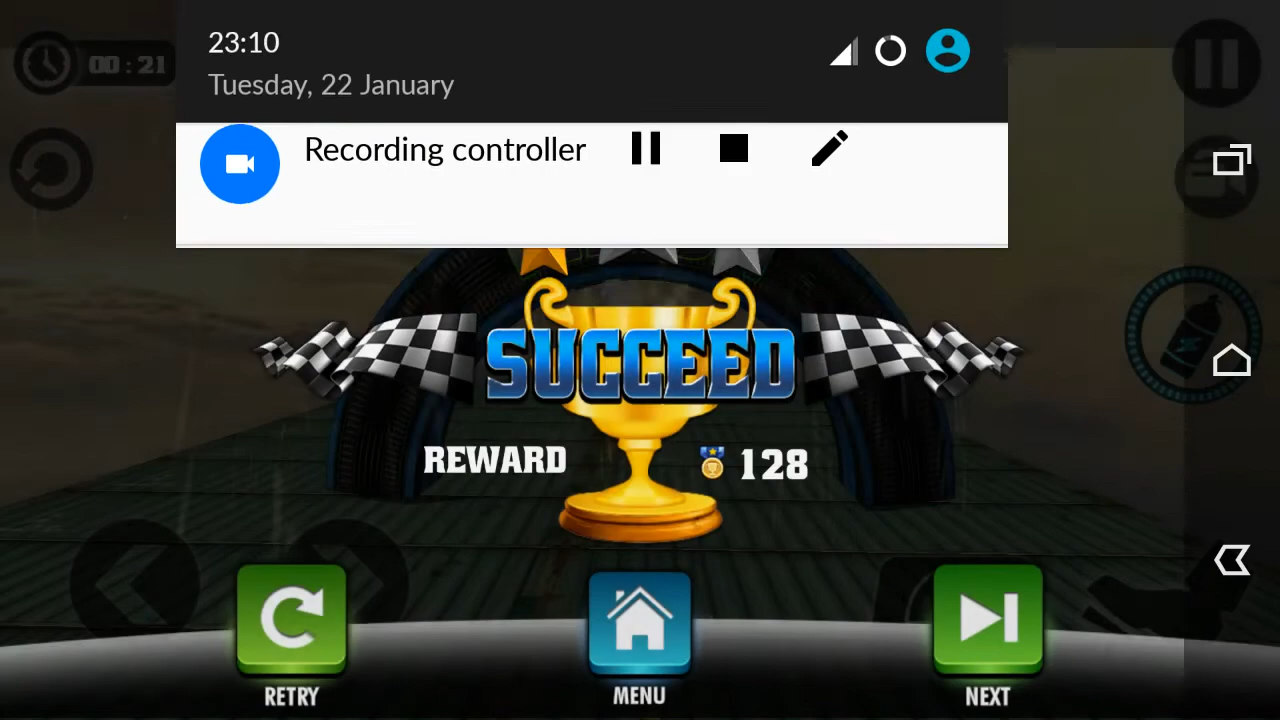 23:10
Tuesday, 22 January
00:21
Recording controller
SUCCEED
REWARD 128
RETRY
MENU
NEXT